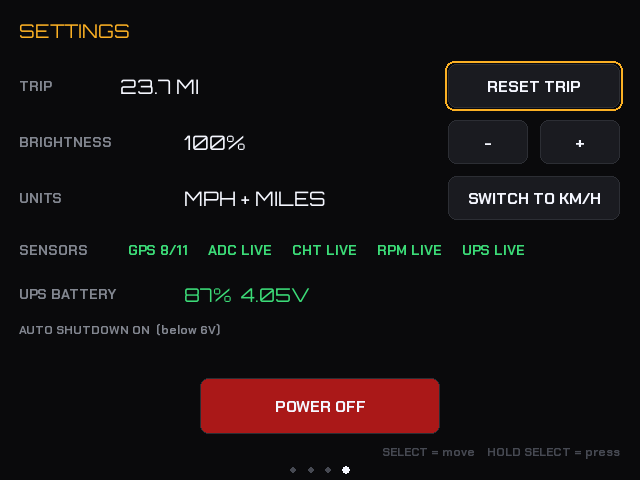 SETTINGS
TRIP 23.7 MI RESET TRIP
BRIGHTNESS 100% - +
UNITS MPH + MILES SWITCH TO KM/H
SENSORS GPS 8/11 ADC LIVE CHT LIVE RPM LIVE UPS LIVE
UPS BATTERY 87% 4.05V
AUTO SHUTDOWN ON (below 6V)
POWER OFF
SELECT = move HOLD SELECT = press